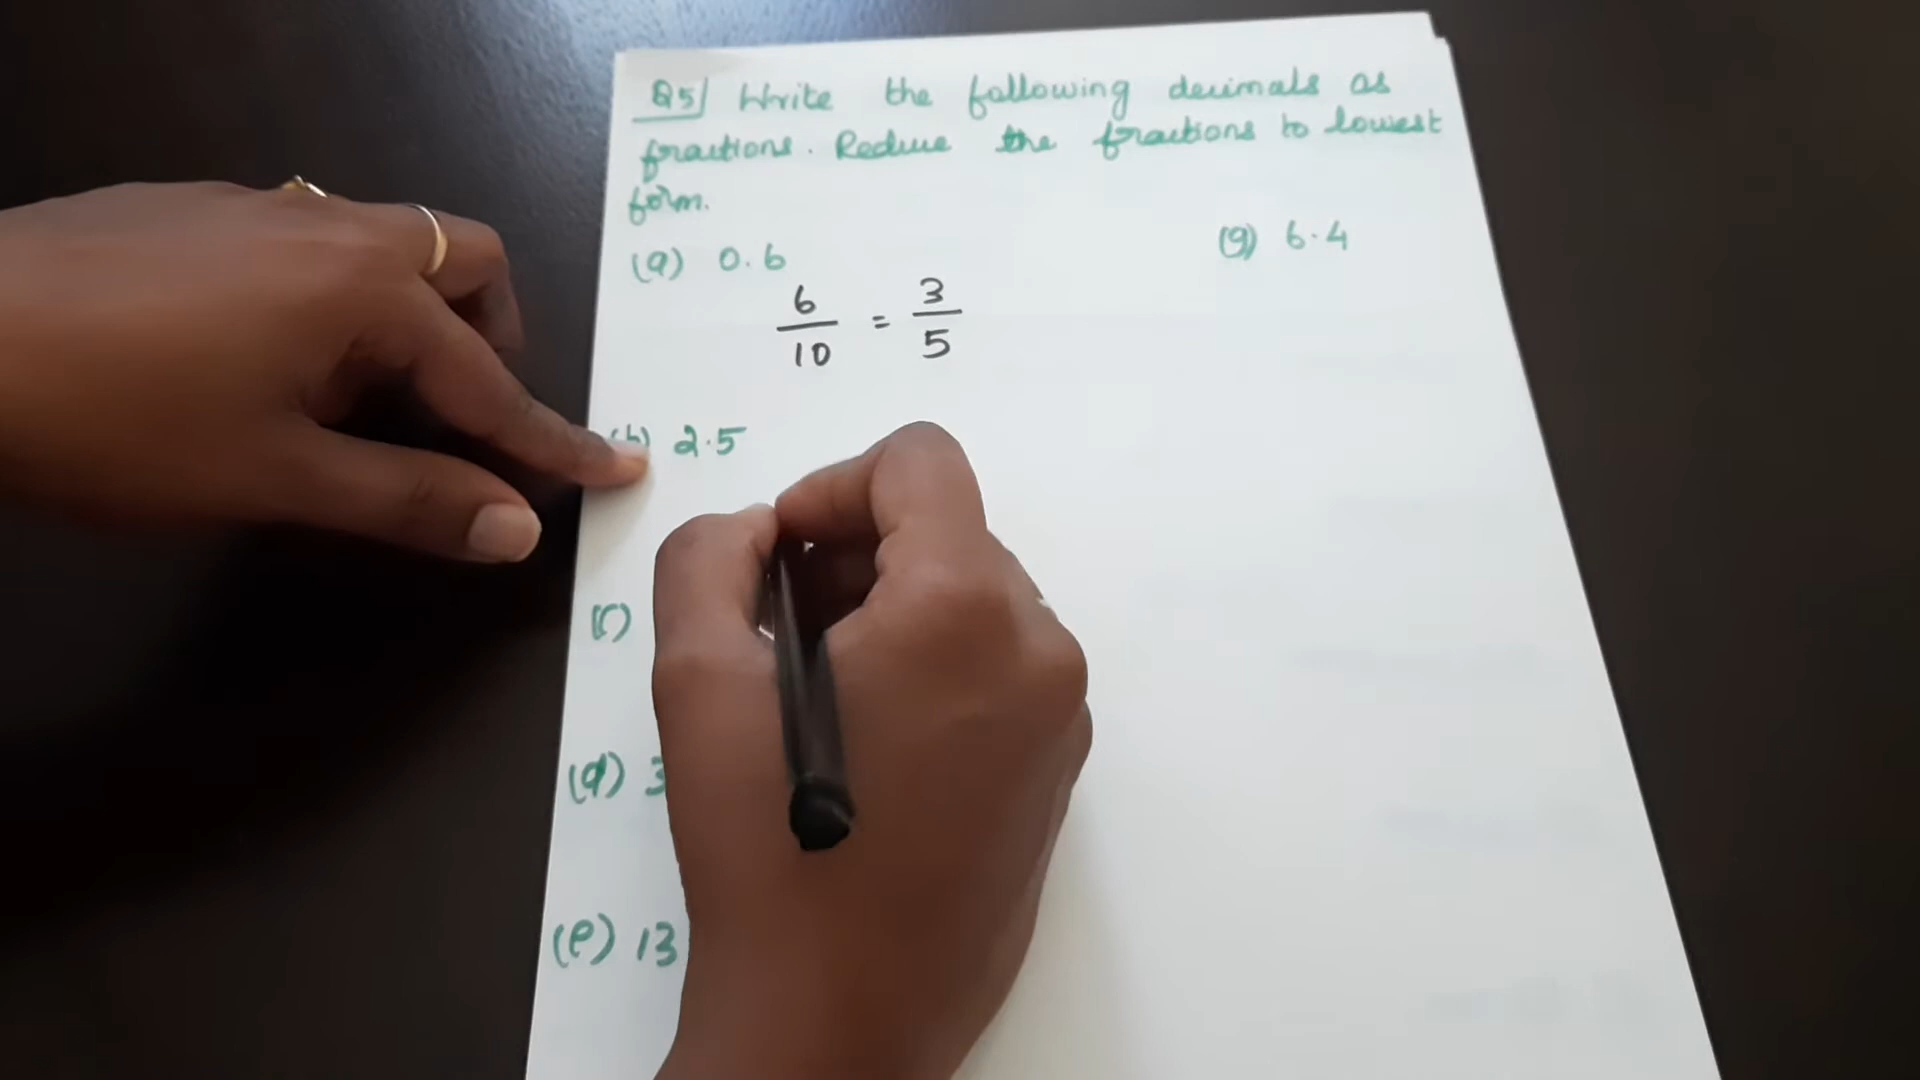 Q5) Write the following decimals as
fractions. Reduce the fractions to lowest
form.
(a) 0.6
6/10 = 3/5
(b) 2.5
(c)
(d) 3
(e) 13
(g) 6.4